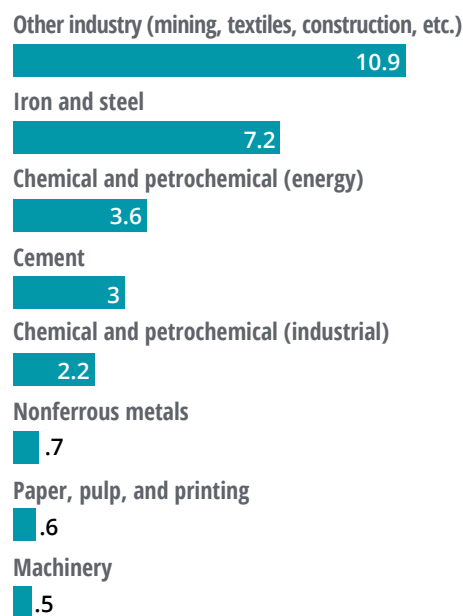 Other industry (mining, textiles, construction, etc.)
10.9
Iron and steel
7.2
Chemical and petrochemical (energy)
3.6
Cement
3
Chemical and petrochemical (industrial)
2.2
Nonferrous metals
.7
Paper, pulp, and printing
.6
Machinery
.5